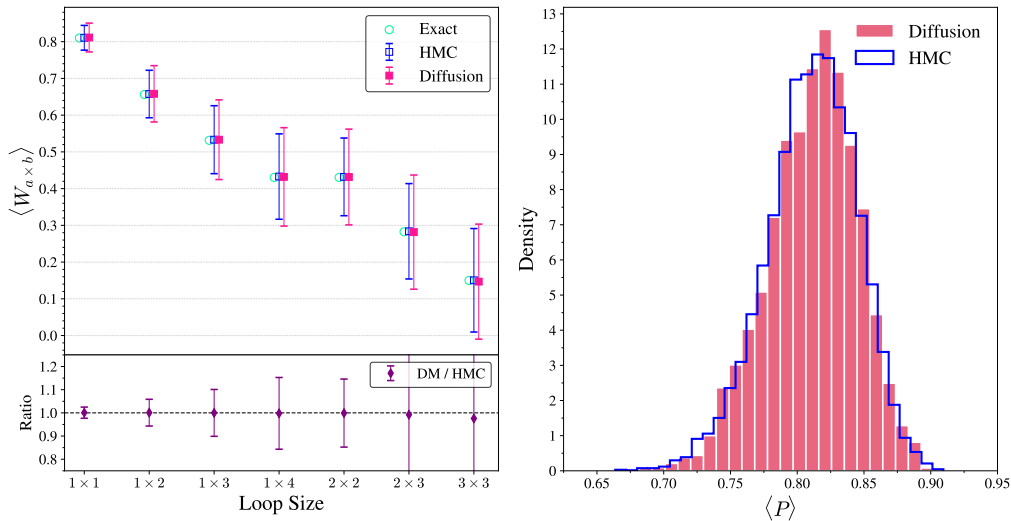 Exact
HMC
Diffusion
⟨W_{a×b}⟩
0.8
0.7
0.6
0.5
0.4
0.3
0.2
0.1
0.0
DM / HMC
Ratio
1.2
1.1
1.0
0.9
0.8
1 × 1 1 × 2 1 × 3 1 × 4 2 × 2 2 × 3 3 × 3
Loop Size
Diffusion
HMC
Density
13
12
11
10
9
8
7
6
5
4
3
2
1
0
0.65 0.70 0.75 0.80 0.85 0.90 0.95
⟨P⟩